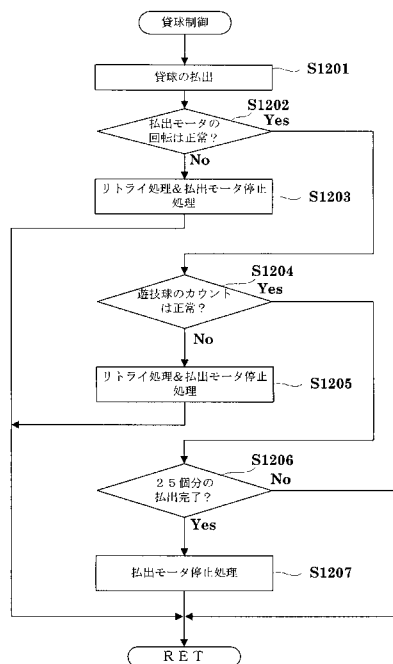 貸球制御
貸球の払出
S1201
払出モータの
回転は正常？
S1202
Yes
No
リトライ処理&払出モータ停止
処理
S1203
遊技球のカウント
は正常？
S1204
Yes
No
リトライ処理&払出モータ停止
処理
S1205
２５個分の
払出完了？
S1206
No
Yes
払出モータ停止処理
S1207
RET